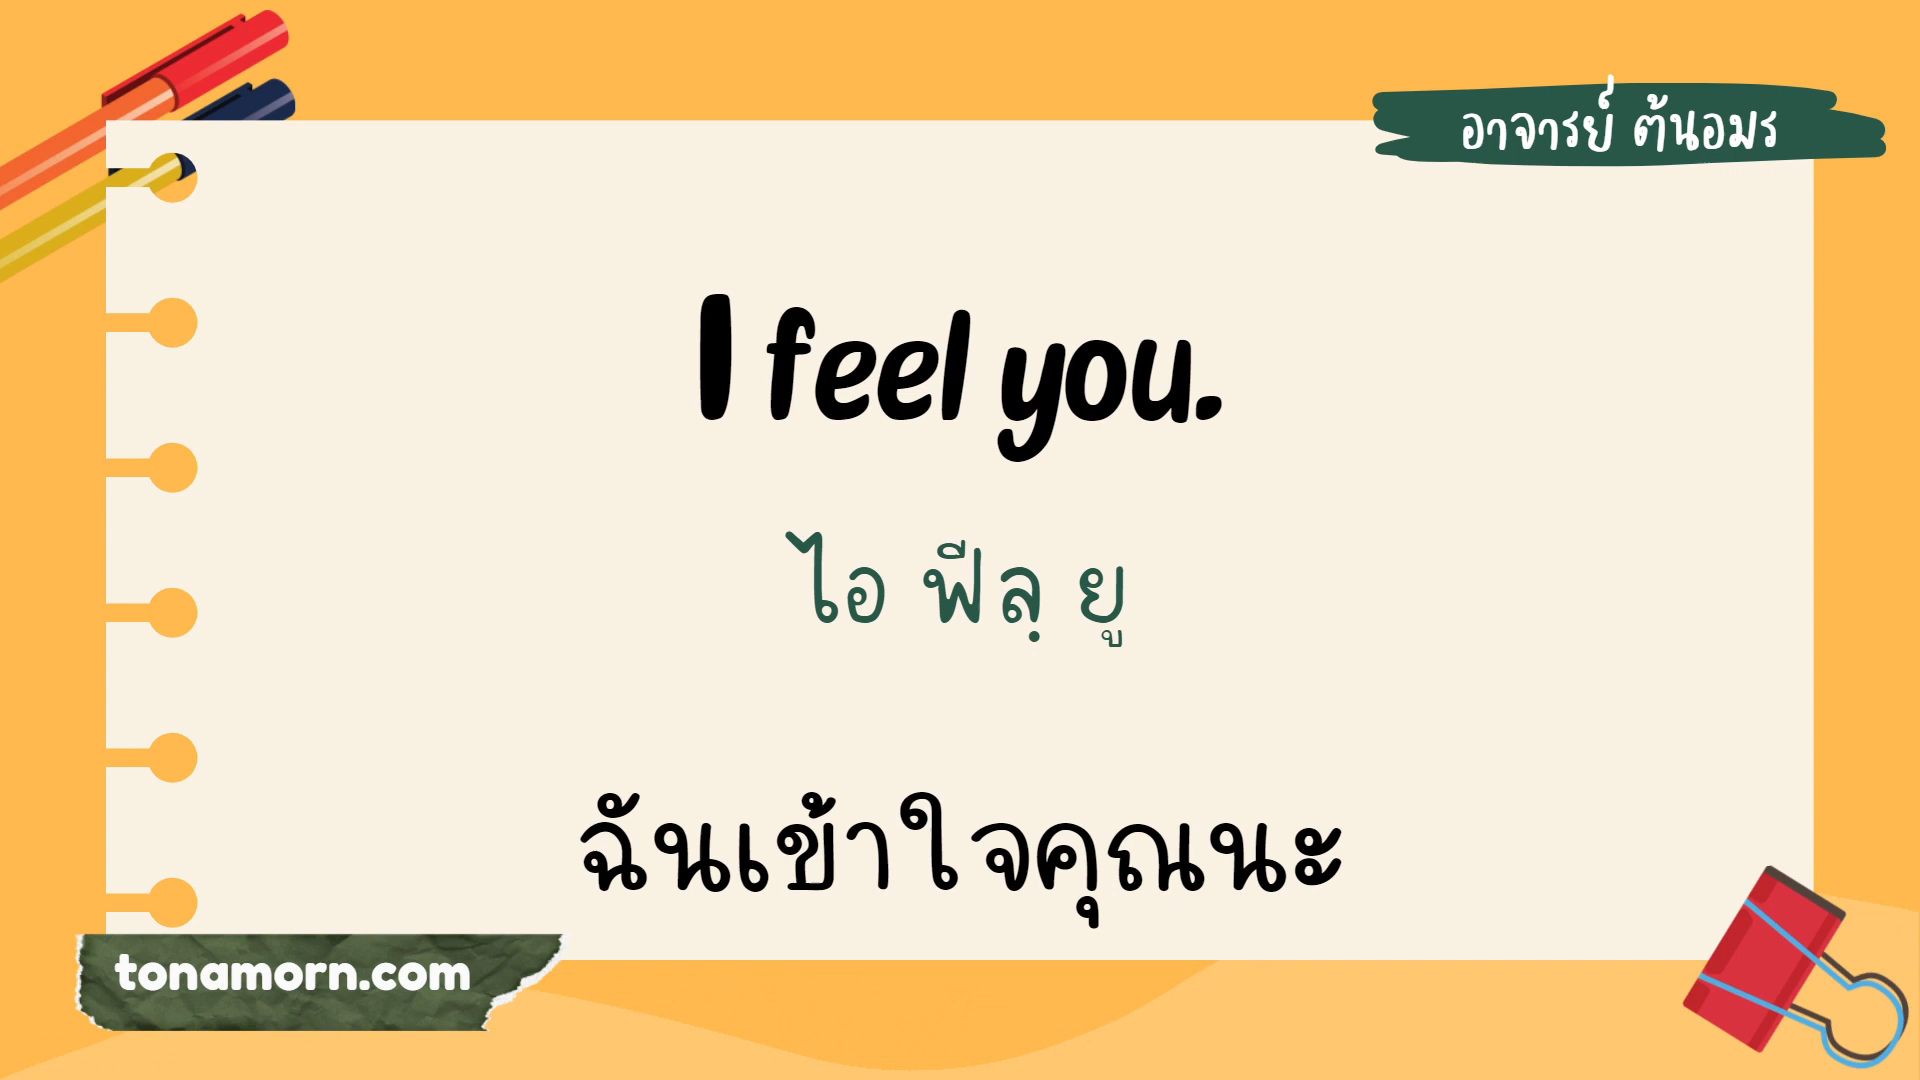 อาจารย์ ต้นอมร
I feel you.
ไอ ฟีลฺ ยู
ฉันเข้าใจคุณนะ
tonamorn.com